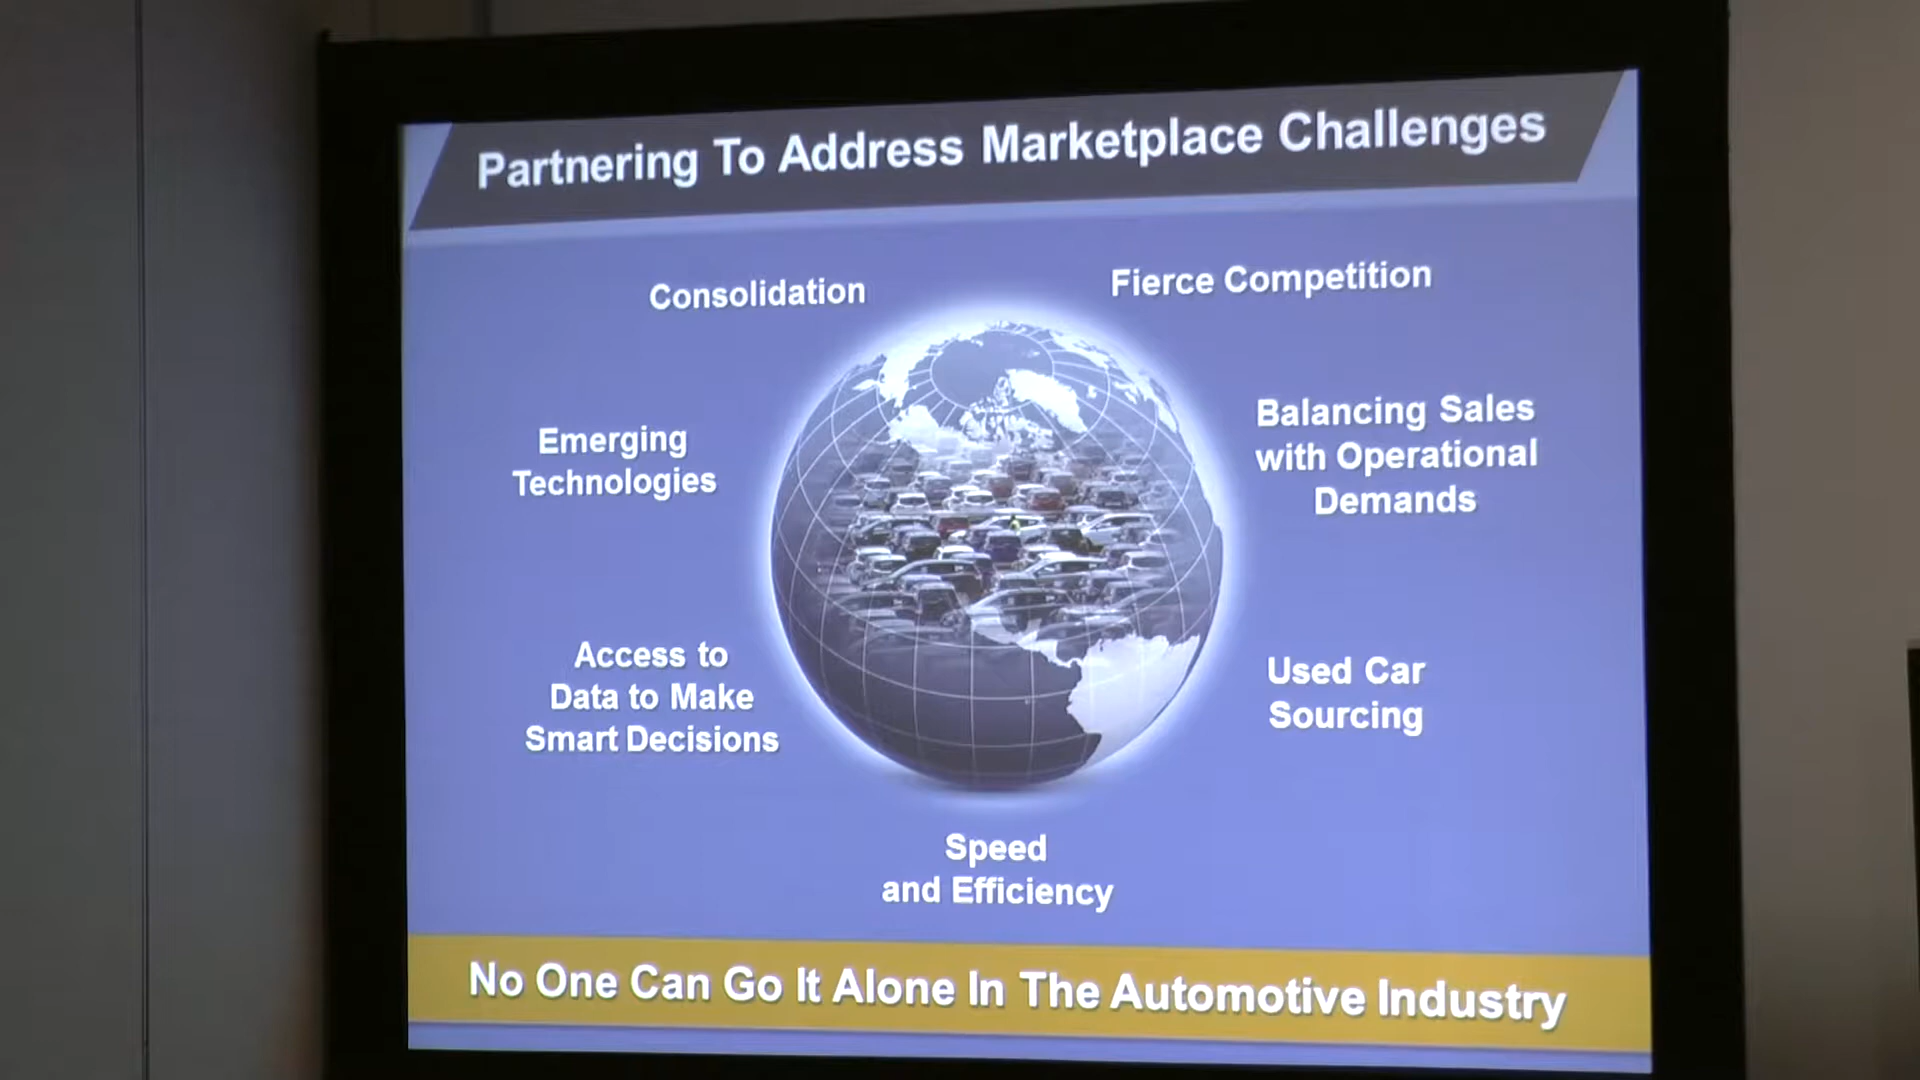 Partnering To Address Marketplace Challenges
Consolidation
Fierce Competition
Emerging
Technologies
Balancing Sales
with Operational
Demands
Access to
Data to Make
Smart Decisions
Used Car
Sourcing
Speed
and Efficiency
No One Can Go It Alone In The Automotive Industry